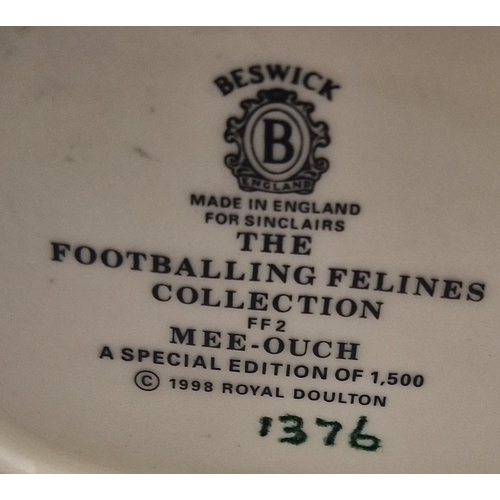 BESWICK
B
ENGLAND
MADE IN ENGLAND
FOR SINCLAIRS
THE
FOOTBALLING FELINES
COLLECTION
FF2
MEE-OUCH
A SPECIAL EDITION OF 1,500
© 1998 ROYAL DOULTON
1376